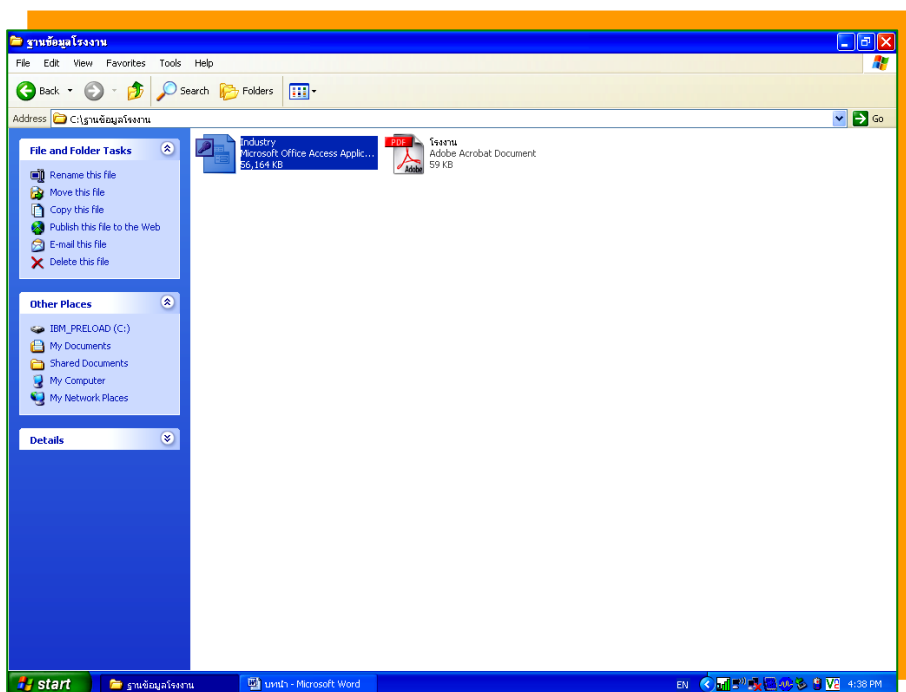 ฐานข้อมูลโรงงาน
File Edit View Favorites Tools Help
Back Search Folders
Address C:\ฐานข้อมูลโรงงาน Go
File and Folder Tasks
Rename this file
Move this file
Copy this file
Publish this file to the Web
E-mail this file
Delete this file
Other Places
IBM_PRELOAD (C:)
My Documents
Shared Documents
My Computer
My Network Places
Details
Industry
Microsoft Office Access Applic...
56,164 KB
PDF
Adobe
โรงงาน
Adobe Acrobat Document
59 KB
start ฐานข้อมูลโรงงาน บทนำ - Microsoft Word EN V2 4:38 PM